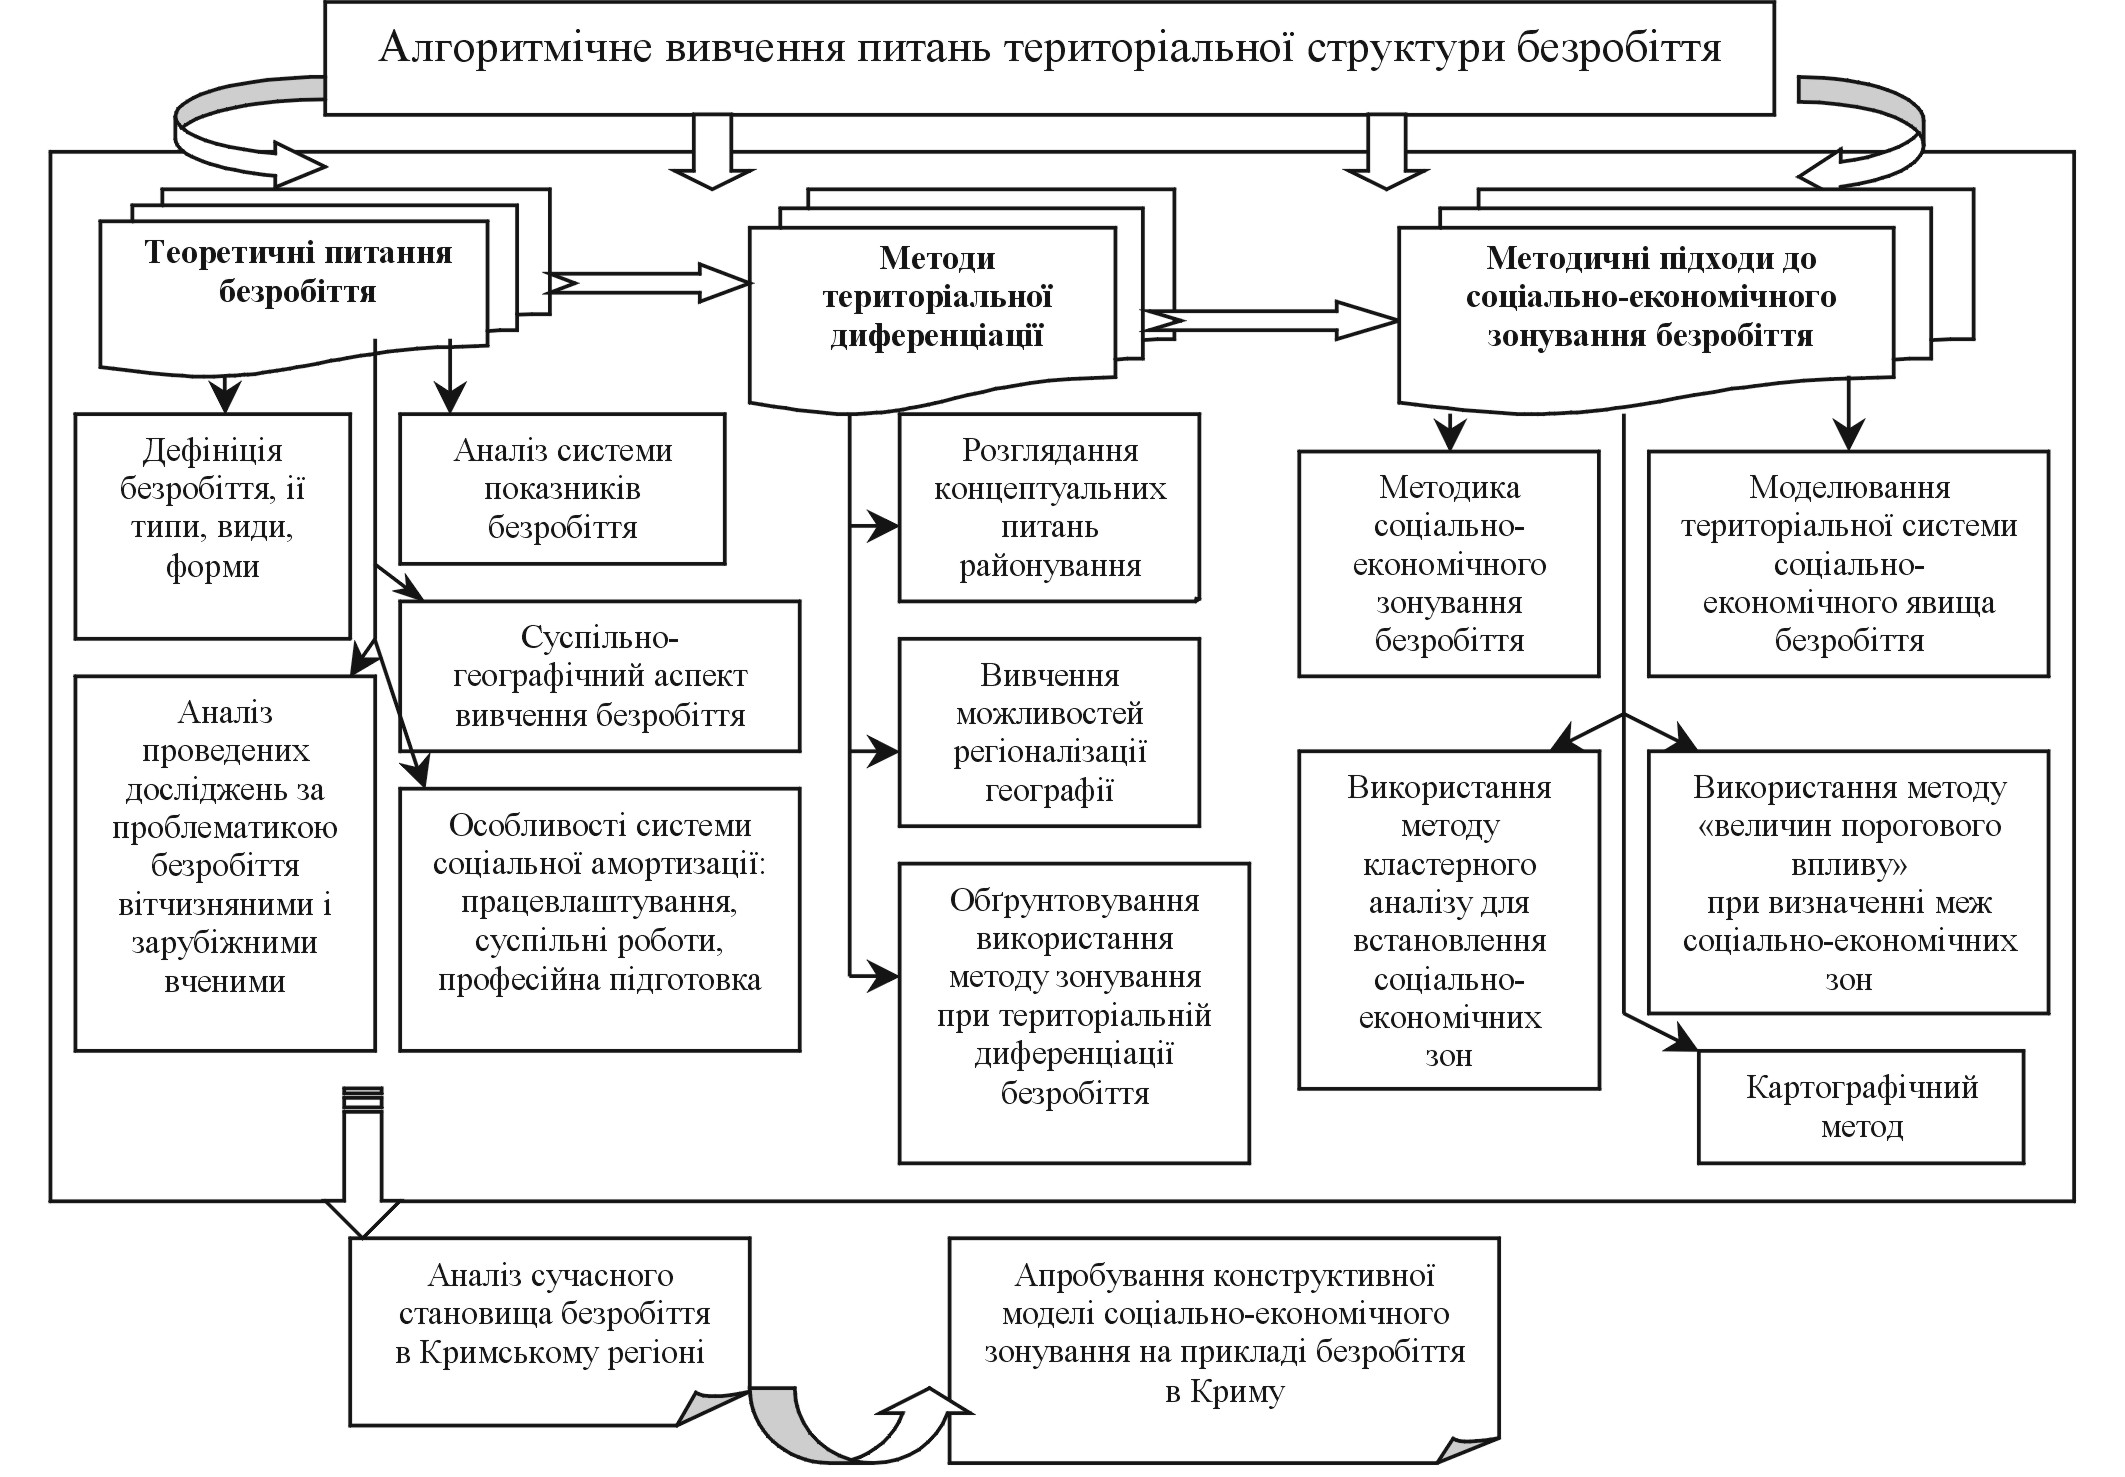 Алгоритмічне вивчення питань територіальної структури безробіття
Теоретичні питання
безробіття
Методи
територіальної
диференціації
Методичні підходи до
соціально-економічного
зонування безробіття
Дефініція
безробіття, ії
типи, види,
форми
Аналіз системи
показників
безробіття
Суспільно-
географічний аспект
вивчення безробіття
Аналіз
проведених
досліджень за
проблематикою
безробіття
вітчизняними і
зарубіжними
вченими
Особливості системи
соціальної амортизації:
працевлаштування,
суспільні роботи,
професійна підготовка
Розглядання
концептуальних
питань
районування
Вивчення
можливостей
регіоналізації
географії
Обґрунтовування
використання
методу зонування
при територіальній
диференціації
безробіття
Методика
соціально-
економічного
зонування
безробіття
Моделювання
територіальної системи
соціально-
економічного явища
безробіття
Використання
методу
кластерного
аналізу для
встановлення
соціально-
економічних
зон
Використання методу
«величин порогового
впливу»
при визначенні меж
соціально-економічних
зон
Картографічний
метод
Аналіз сучасного
становища безробіття
в Кримському регіоні
Апробування конструктивної
моделі соціально-економічного
зонування на прикладі безробіття
в Криму